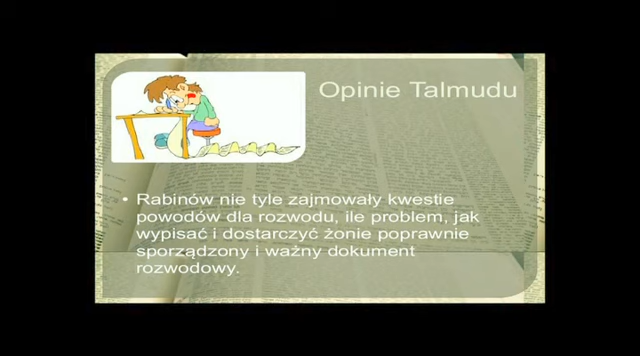 Opinie Talmudu
• Rabinów nie tyle zajmowały kwestie
powodów dla rozwodu, ile problem, jak
wypisać i dostarczyć żonie poprawnie
sporządzony i ważny dokument
rozwodowy.